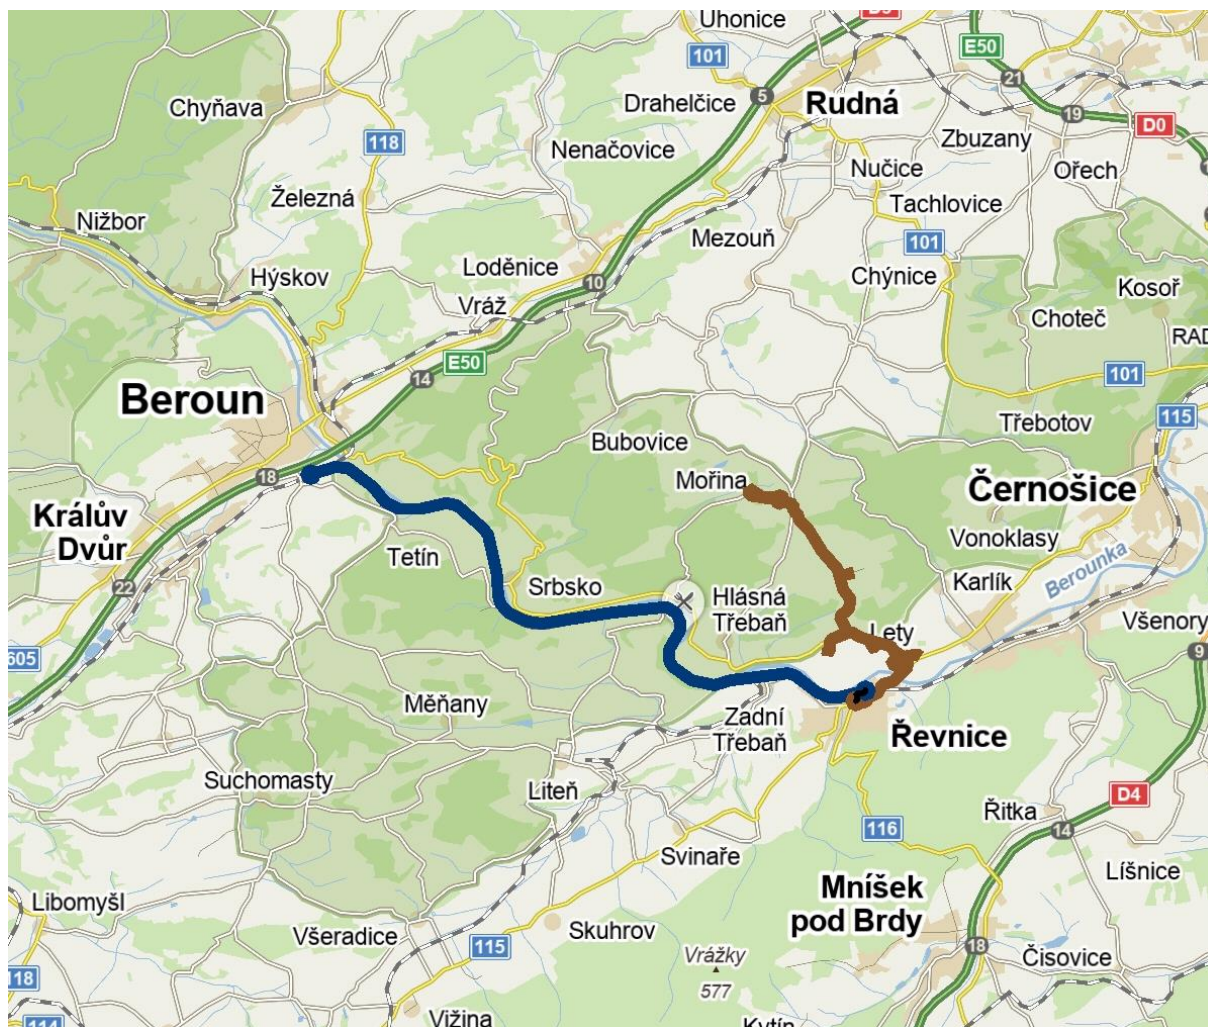 Úhonice
D5
E50
101
21
Drahelčice
5
Rudná
19
D0
Chyňava
118
Zbuzany
Nenačovice
Nučice
Ořech
Železná
Tachlovice
Nižbor
Mezouň
101
Loděnice
Chýnice
Hýskov
10
Kosoř
Vráž
Choteč
RAD
E50
14
101
Beroun
115
Třebotov
Bubovice
18
Mořina
Černošice
Králův
Dvůr
Vonoklasy
Tetín
Berounka
Karlík
22
Srbsko
Hlásná
Třebaň
Všenory
Lety
605
9
Měňany
Zadní
Třebaň
Řevnice
Suchomasty
Liteň
D4
Řitka
116
14
Svinaře
Líšnice
Mníšek
pod Brdy
Libomyšl
Skuhrov
Všeradice
115
18
Vrážky
577
Čisovice
118
114
Vižina
Kytín